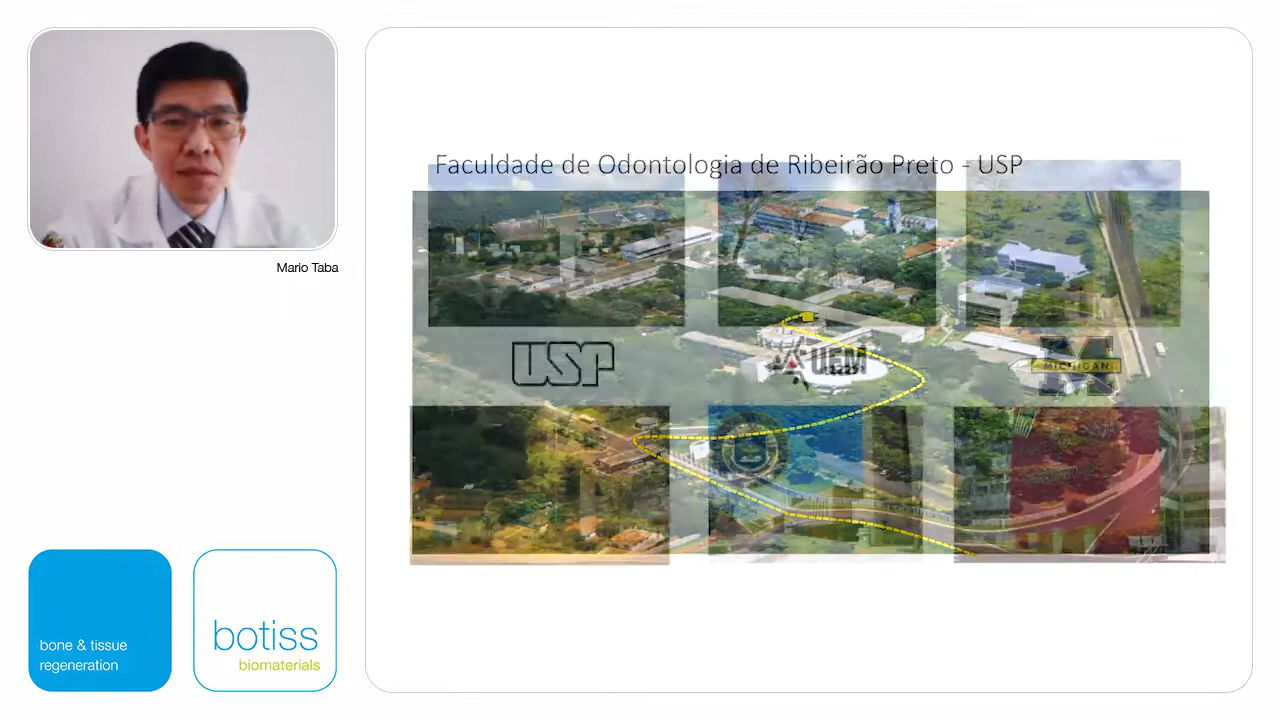 Mario Taba
Faculdade de Odontologia de Ribeirão Preto - USP
USP
UEM
MICHIGAN
bone & tissue
regeneration
botiss
biomaterials